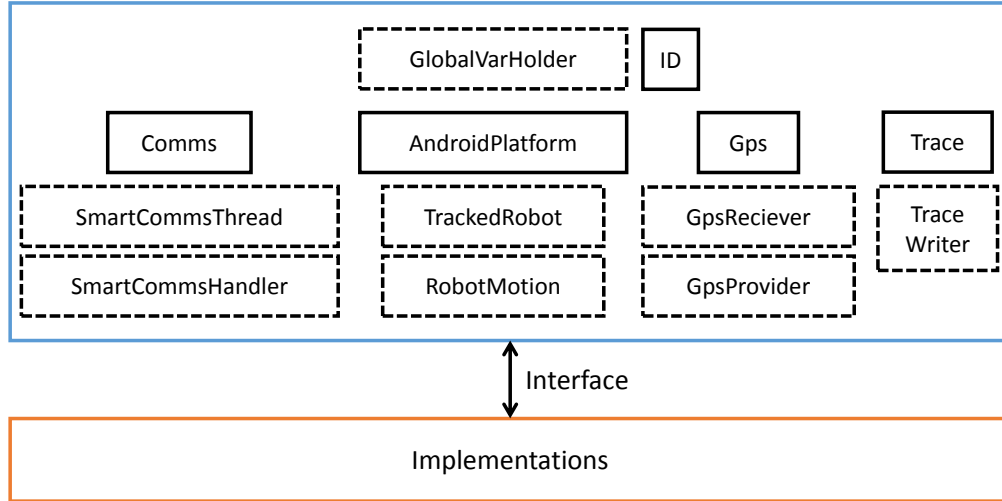 GlobalVarHolder
ID
Comms
AndroidPlatform
Gps
Trace
SmartCommsThread
TrackedRobot
GpsReciever
Trace
Writer
SmartCommsHandler
RobotMotion
GpsProvider
Interface
Implementations